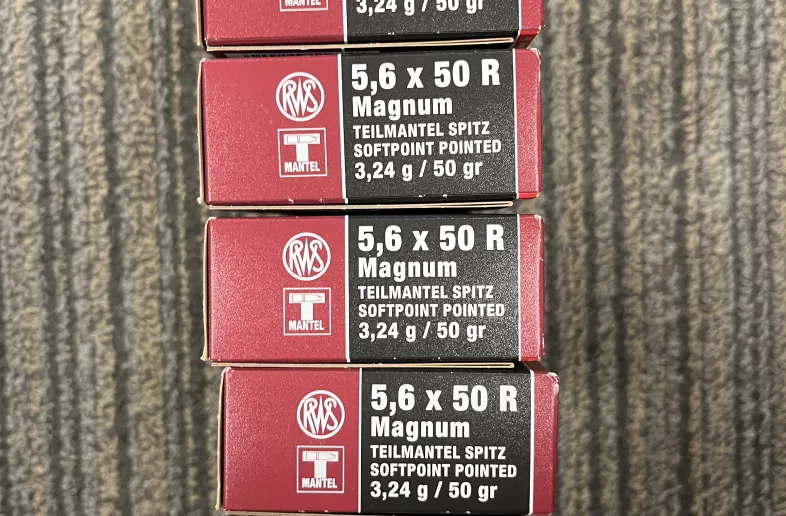 MANTEL
3,24 g / 50 gr
RWS
5,6 x 50 R
Magnum
TEILMANTEL SPITZ
SOFTPOINT POINTED
T
MANTEL
3,24 g / 50 gr
RWS
5,6 x 50 R
Magnum
TEILMANTEL SPITZ
SOFTPOINT POINTED
T
MANTEL
3,24 g / 50 gr
RWS
5,6 x 50 R
Magnum
TEILMANTEL SPITZ
SOFTPOINT POINTED
T
MANTEL
3,24 g / 50 gr